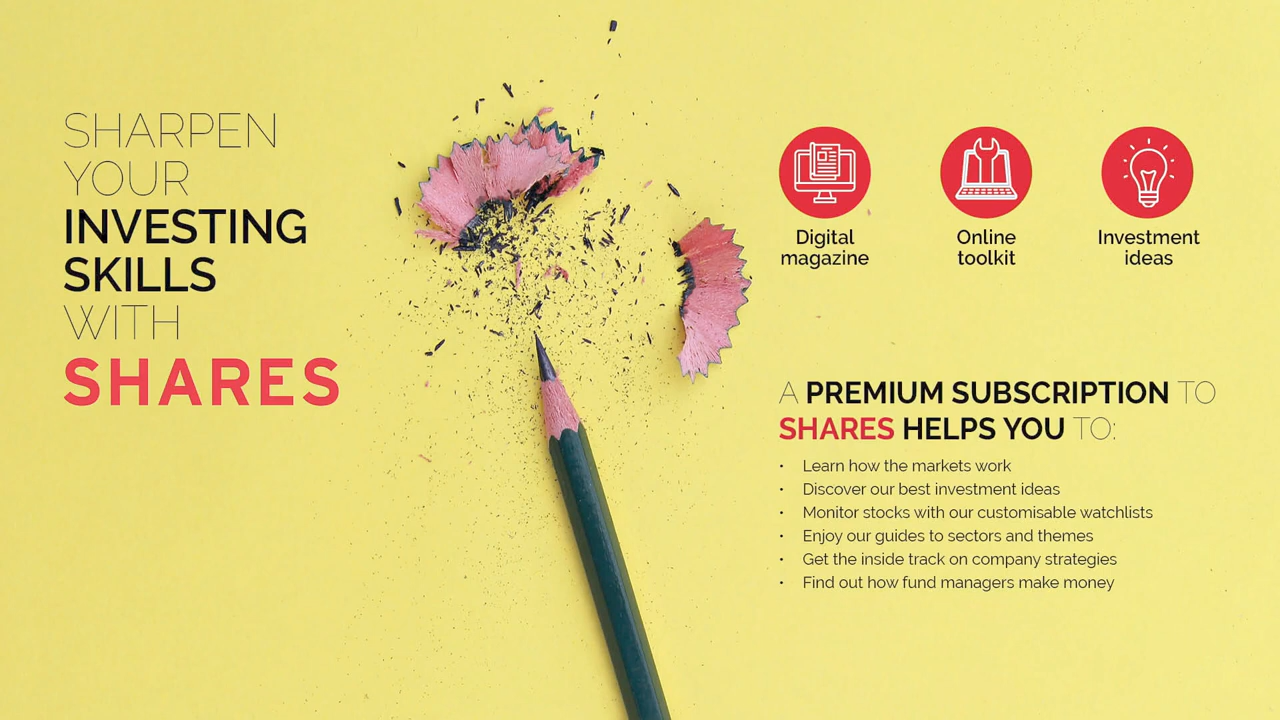 SHARPEN
YOUR
INVESTING
SKILLS
WITH
SHARES
Digital
magazine
Online
toolkit
Investment
ideas
A PREMIUM SUBSCRIPTION TO
SHARES HELPS YOU TO:
• Learn how the markets work
• Discover our best investment ideas
• Monitor stocks with our customisable watchlists
• Enjoy our guides to sectors and themes
• Get the inside track on company strategies
• Find out how fund managers make money